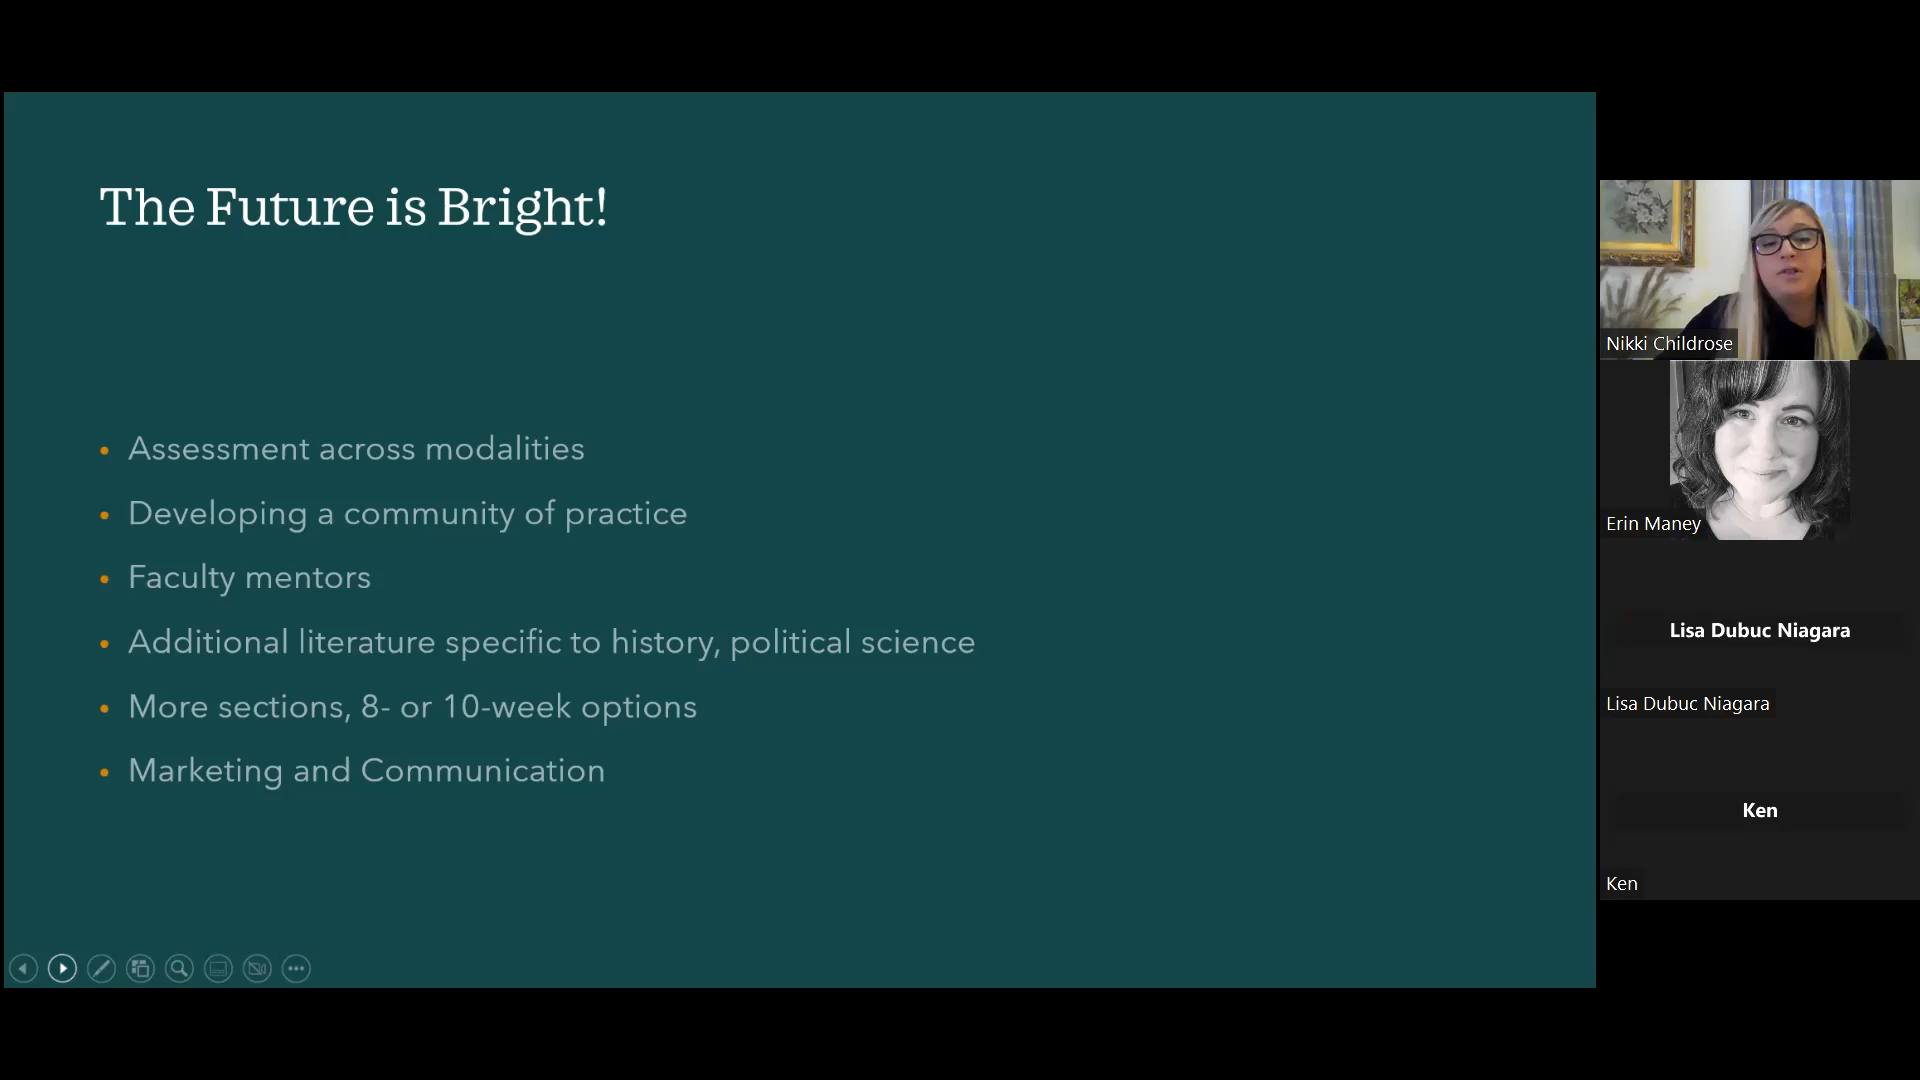 The Future is Bright!
• Assessment across modalities
• Developing a community of practice
• Faculty mentors
• Additional literature specific to history, political science
• More sections, 8- or 10-week options
• Marketing and Communication
Nikki Childrose
Erin Maney
Lisa Dubuc Niagara
Lisa Dubuc Niagara
Ken
Ken